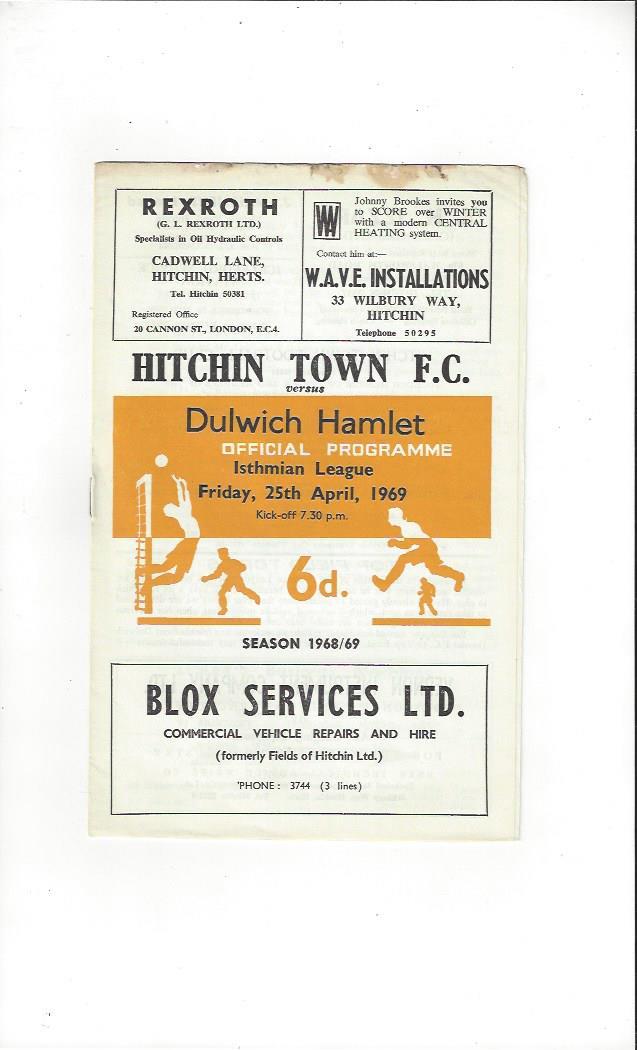 REXROTH
(G. L. REXROTH LTD.)
Specialists in Oil Hydraulic Controls
CADWELL LANE,
HITCHIN, HERTS.
Tel. Hitchin 50381
Registered Office
20 CANNON ST., LONDON, E.C.4.
Johnny Brookes invites you
to SCORE over WINTER
with a modern CENTRAL
HEATING system.
Contact him at:—
W.A.V.E. INSTALLATIONS
33 WILBURY WAY,
HITCHIN
Telephone 50295
HITCHIN TOWN F.C.
versus
Dulwich Hamlet
OFFICIAL PROGRAMME
Isthmian League
Friday, 25th April, 1969
Kick-off 7.30 p.m.
6d.
SEASON 1968/69
BLOX SERVICES LTD.
COMMERCIAL VEHICLE REPAIRS AND HIRE
(formerly Fields of Hitchin Ltd.)
'PHONE : 3744 (3 lines)